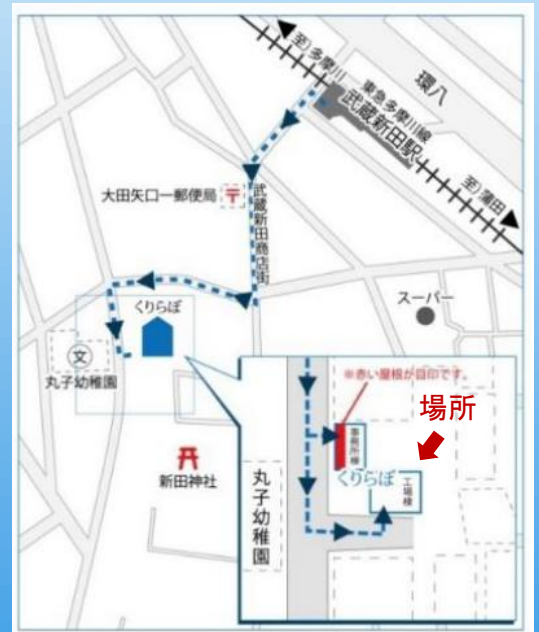 至)多摩川
環八
東急多摩川線
武蔵新田駅
至)蒲田
大田矢口一郵便局
武蔵新田商店街
スーパー
くりらぼ
文
丸子幼稚園
新田神社
※赤い屋根が目印です。
場所
事務所棟
くりらぼ
工場棟
丸子幼稚園